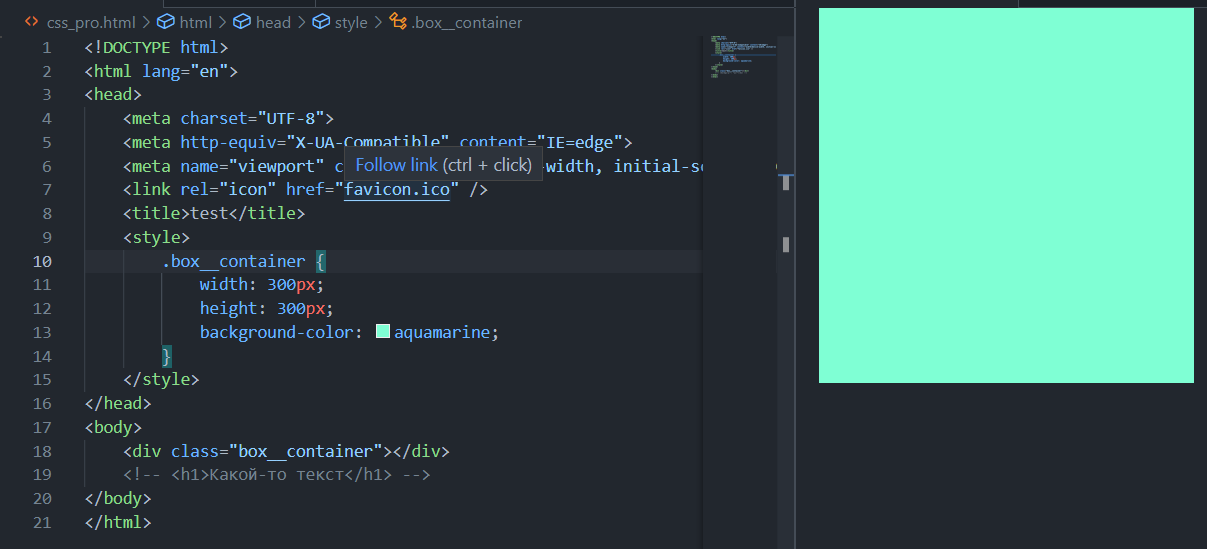 css_pro.html > html > head > style > .box__container
1 <!DOCTYPE html>
2 <html lang="en">
3 <head>
4 <meta charset="UTF-8">
5 <meta http-equiv="X-UA-Compatible" content="IE=edge">
6 <meta name="viewport" c -width, initial-sc
Follow link (ctrl + click)
7 <link rel="icon" href="favicon.ico" />
8 <title>test</title>
9 <style>
10 .box__container {
11 width: 300px;
12 height: 300px;
13 background-color: aquamarine;
14 }
15 </style>
16 </head>
17 <body>
18 <div class="box__container"></div>
19 <!-- <h1>Какой-то текст</h1> -->
20 </body>
21 </html>